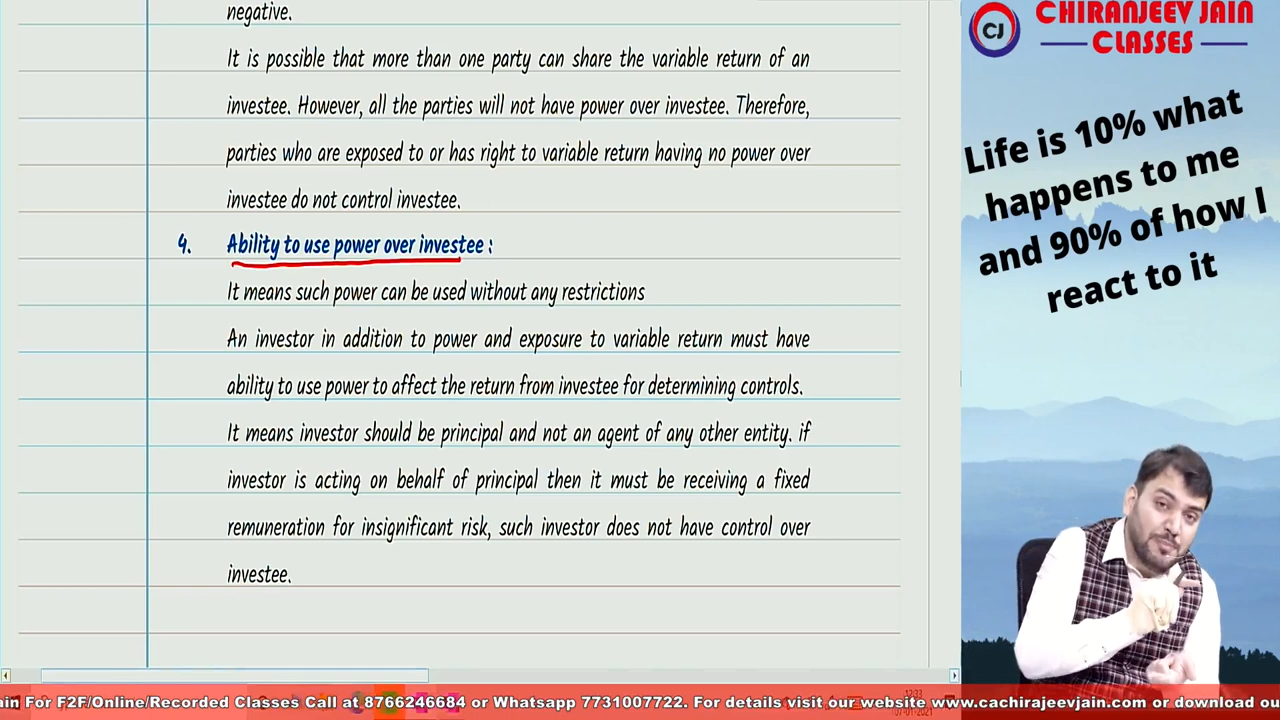 negative.
It is possible that more than one party can share the variable return of an
investee. However, all the parties will not have power over investee. Therefore,
parties who are exposed to or has right to variable return having no power over
investee do not control investee.
4. Ability to use power over investee :
It means such power can be used without any restrictions
An investor in addition to power and exposure to variable return must have
ability to use power to affect the return from investee for determining controls.
It means investor should be principal and not an agent of any other entity. if
investor is acting on behalf of principal then it must be receiving a fixed
remuneration for insignificant risk, such investor does not have control over
investee.
CJ
CHIRANJEEV JAIN
CLASSES
Life is 10% what
happens to me
and 90% of how I
react to it
ain For F2F/Online/Recorded Classes Call at 8766246684 or Whatsapp 7731007722. For details visit our website www.cachirajeevjain.com or download ou